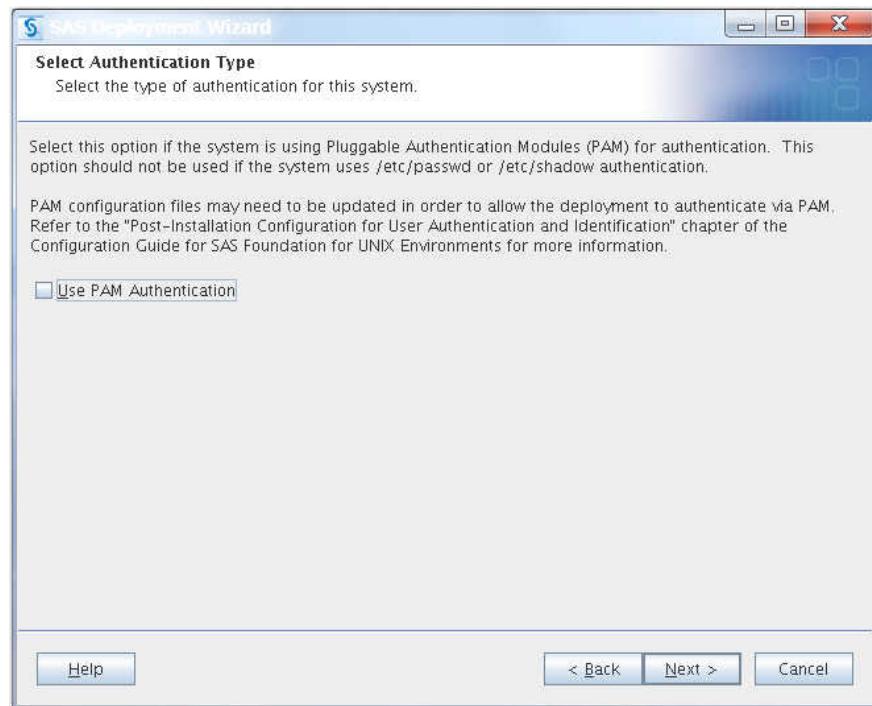 SAS Deployment Wizard
Select Authentication Type
Select the type of authentication for this system.
Select this option if the system is using Pluggable Authentication Modules (PAM) for authentication. This
option should not be used if the system uses /etc/passwd or /etc/shadow authentication.
PAM configuration files may need to be updated in order to allow the deployment to authenticate via PAM.
Refer to the "Post-Installation Configuration for User Authentication and Identification" chapter of the
Configuration Guide for SAS Foundation for UNIX Environments for more information.
Use PAM Authentication
Help
< Back
Next >
Cancel